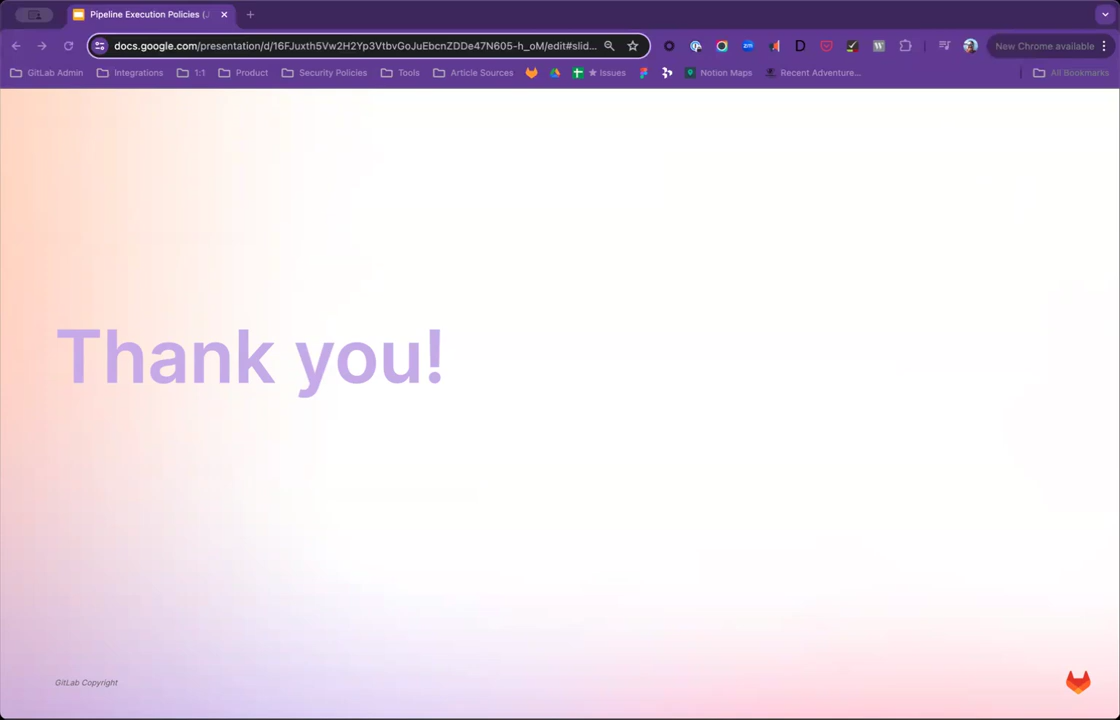 Pipeline Execution Policies (J
docs.google.com/presentation/d/16FJuxth5Vw2H2Yp3VtbvGoJuEbcnZDDe47N605-h_oM/edit#slid...
New Chrome available
GitLab Admin
Integrations
1:1
Product
Security Policies
Tools
Article Sources
★ Issues
Notion Maps
Recent Adventure...
All Bookmarks
Thank you!
GitLab Copyright